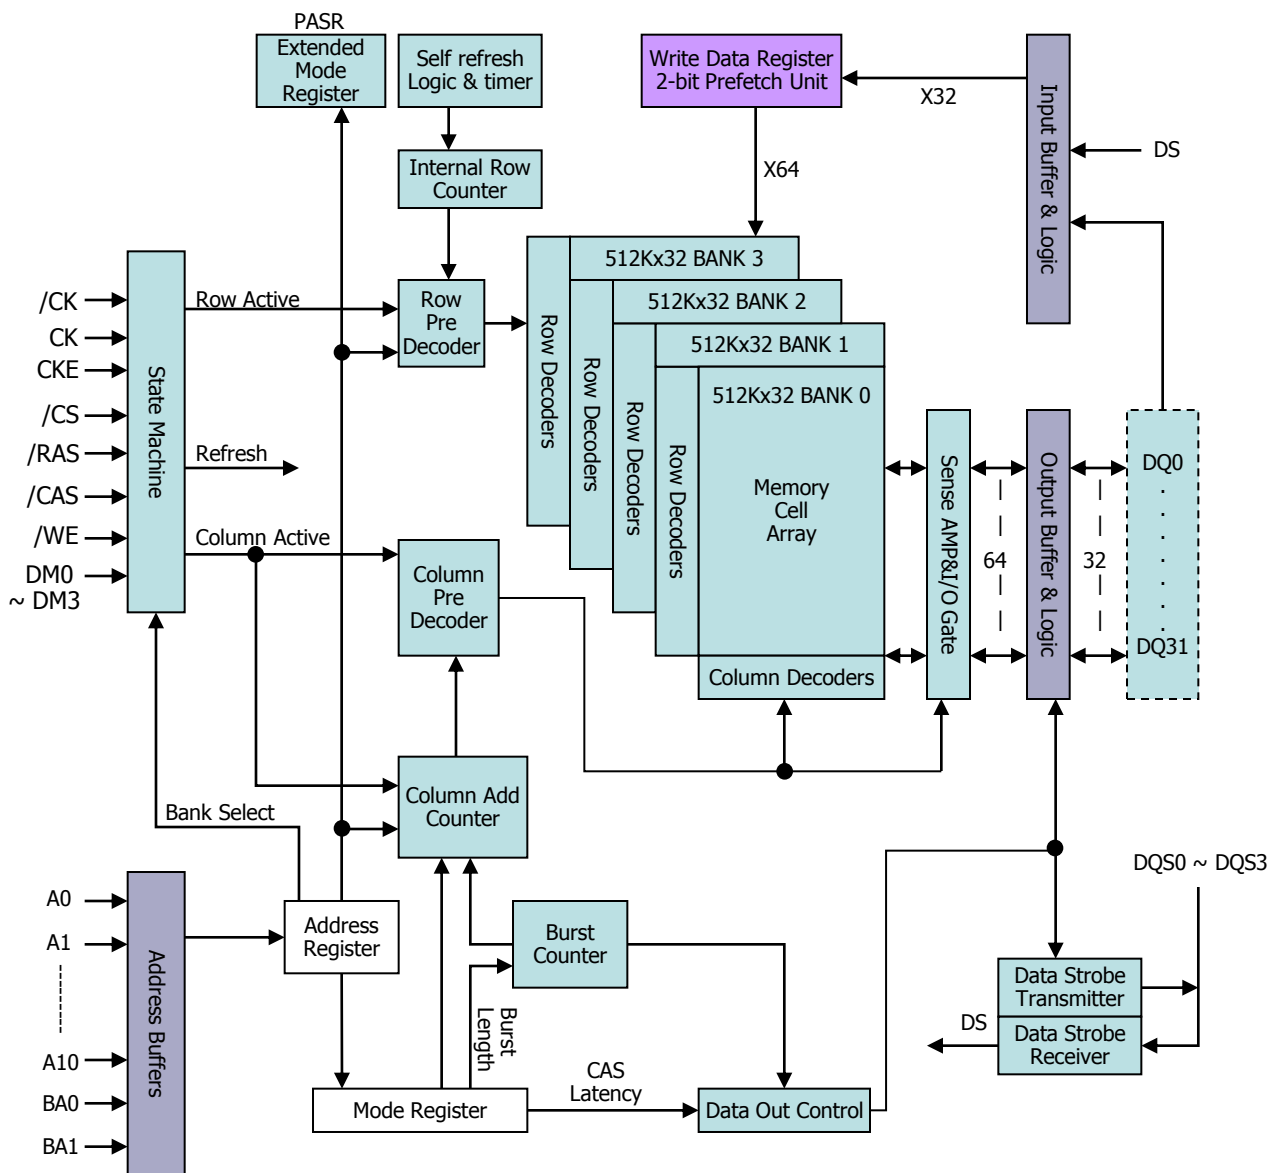 PASR
Extended
Mode
Register
Self refresh
Logic & timer
Write Data Register
2-bit Prefetch Unit
X32
Input Buffer & Logic
DS
Internal Row
Counter
X64
/CK
CK
CKE
/CS
/RAS
/CAS
/WE
DM0
~ DM3
State Machine
Row Active
Refresh
Column Active
Row
Pre
Decoder
Row Decoders
Row Decoders
Row Decoders
Row Decoders
512Kx32 BANK 3
512Kx32 BANK 2
512Kx32 BANK 1
512Kx32 BANK 0
Memory
Cell
Array
Column Decoders
Sense AMP&I/O Gate
64
Output Buffer & Logic
32
DQ0
.
.
.
.
.
.
DQ31
Column
Pre
Decoder
Column Add
Counter
Bank Select
A0
A1
A10
BA0
BA1
Address Buffers
Address
Register
Burst
Counter
Burst
Length
Mode Register
CAS
Latency
Data Out Control
DQS0 ~ DQS3
Data Strobe
Transmitter
DS
Data Strobe
Receiver